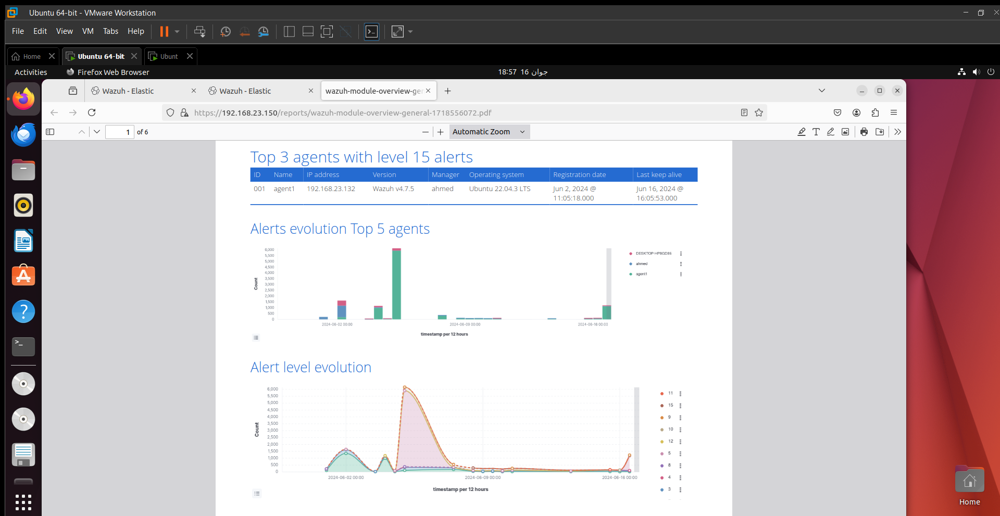 Ubuntu 64-bit - VMware Workstation
File Edit View VM Tabs Help
Home Ubuntu 64-bit Ubunt
Activities Firefox Web Browser 18:57 16 جوان
Wazuh - Elastic Wazuh - Elastic wazuh-module-overview-gen
https://192.168.23.150/reports/wazuh-module-overview-general-1718556072.pdf
1 of 6 Automatic Zoom
Top 3 agents with level 15 alerts
ID Name IP address Version Manager Operating system Registration date Last keep alive
001 agent1 192.168.23.132 Wazuh v4.7.5 ahmed Ubuntu 22.04.3 LTS Jun 2, 2024 @ Jun 16, 2024 @
11:05:18.000 16:05:53.000
Alerts evolution Top 5 agents
6,000
5,500
5,000
4,500
4,000
3,500
3,000
2,500
2,000
1,500
1,000
500
0
Count
2024-06-02 00:00 2024-06-09 00:00 2024-06-16 00:00
timestamp per 12 hours
DESKTOP-HP8GD86
ahmed
agent1
Alert level evolution
6,000
5,500
5,000
4,500
4,000
3,500
3,000
2,500
2,000
1,500
1,000
500
0
Count
2024-06-02 00:00 2024-06-09 00:00 2024-06-16 00:00
timestamp per 12 hours
11
15
9
10
12
5
8
4
3
Home